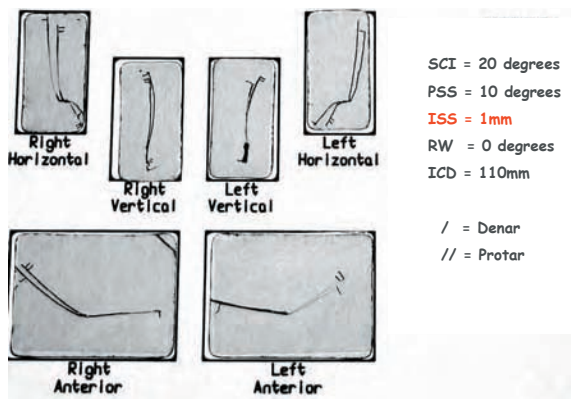 Right
Horizontal
Right
Vertical
Left
Vertical
Left
Horizontal
Right
Anterior
Left
Anterior
SCI = 20 degrees
PSS = 10 degrees
ISS = 1mm
RW = 0 degrees
ICD = 110mm
/ = Denar
// = Protar